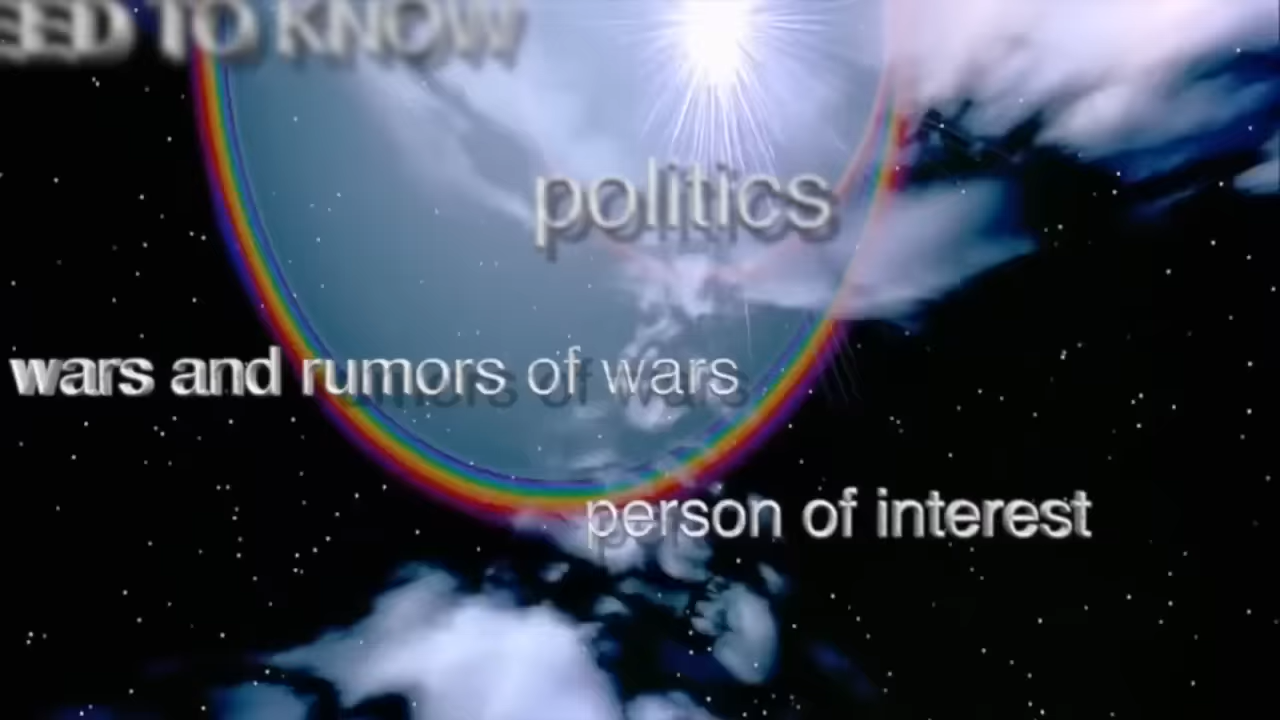 TO KNOW
politics
wars and rumors of wars
person of interest